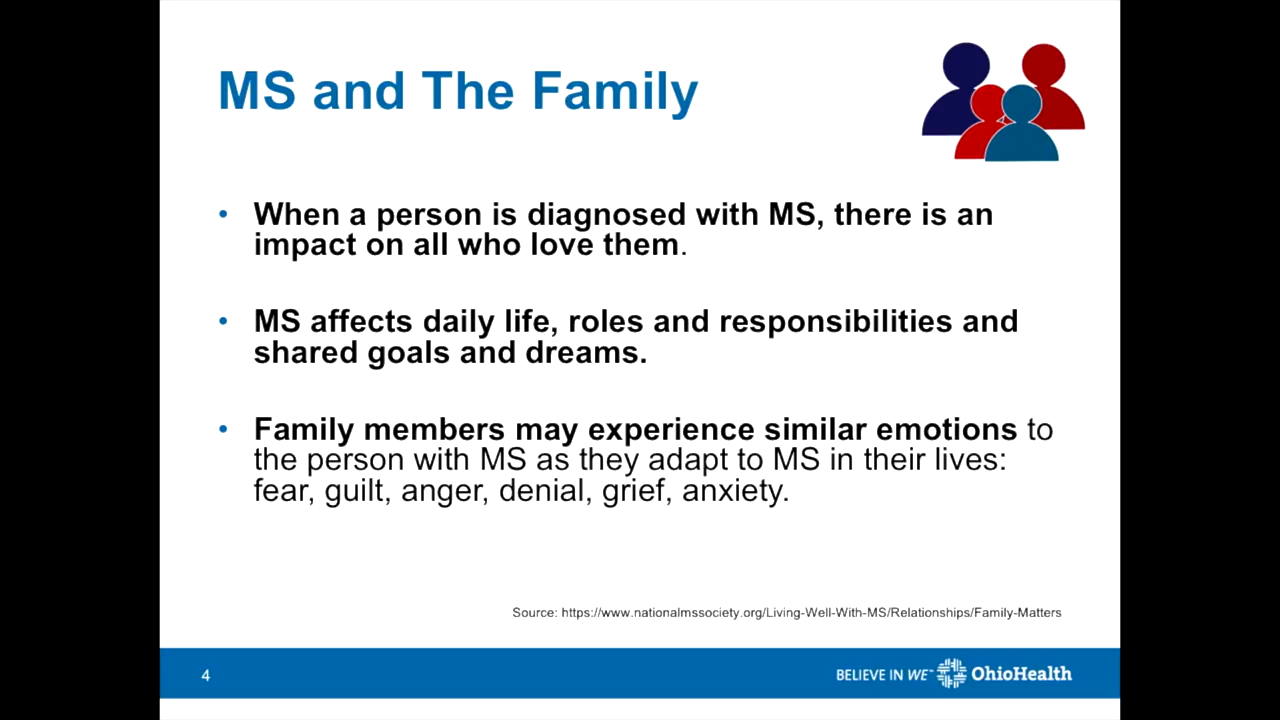 MS and The Family
• When a person is diagnosed with MS, there is an
impact on all who love them.
• MS affects daily life, roles and responsibilities and
shared goals and dreams.
• Family members may experience similar emotions to
the person with MS as they adapt to MS in their lives:
fear, guilt, anger, denial, grief, anxiety.
Source: https://www.nationalmssociety.org/Living-Well-With-MS/Relationships/Family-Matters
4
BELIEVE IN WE℠ OhioHealth